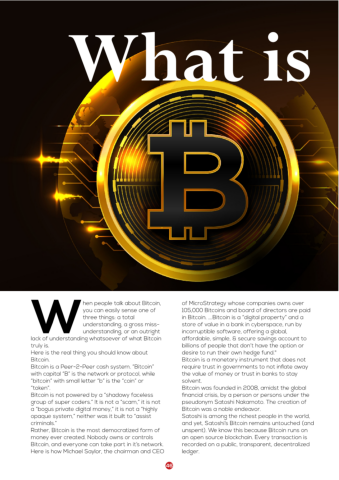 What is
When people talk about Bitcoin,
you can easily sense one of
three things: a total
understanding, a gross miss-
understanding, or an outright
lack of understanding whatsoever of what Bitcoin
truly is.
Here is the real thing you should know about
Bitcoin.
Bitcoin is a Peer-2-Peer cash system. "Bitcoin"
with capital "B" is the network or protocol. while
"bitcoin" with small letter "b" is the "coin" or
"token".
Bitcoin is not powered by a "shadowy faceless
group of super coders," it is not a "scam," it is not
a "bogus private digital money," it is not a "highly
opaque system," neither was it built to "assist
criminals."
Rather, Bitcoin is the most democratized form of
money ever created. Nobody owns or controls
Bitcoin, and everyone can take part in it's network.
Here is how Michael Saylor, the chairman and CEO
of MicroStrategy whose companies owns over
105,000 Bitcoins and board of directors are paid
in Bitcoin. ...Bitcoin is a "digital property" and a
store of value in a bank in cyberspace, run by
incorruptible software, offering a global,
affordable, simple, & secure savings account to
billions of people that don't have the option or
desire to run their own hedge fund."
Bitcoin is a monetary instrument that does not
require trust in governments to not inflate away
the value of money or trust in banks to stay
solvent.
Bitcoin was founded in 2008, amidst the global
financial crisis, by a person or persons under the
pseudonym Satoshi Nakamoto. The creation of
Bitcoin was a noble endeavor.
Satoshi is among the richest people in the world,
and yet, Satoshi's Bitcoin remains untouched (and
unspent). We know this because Bitcoin runs on
an open source blockchain. Every transaction is
recorded on a public, transparent, decentralized
ledger.